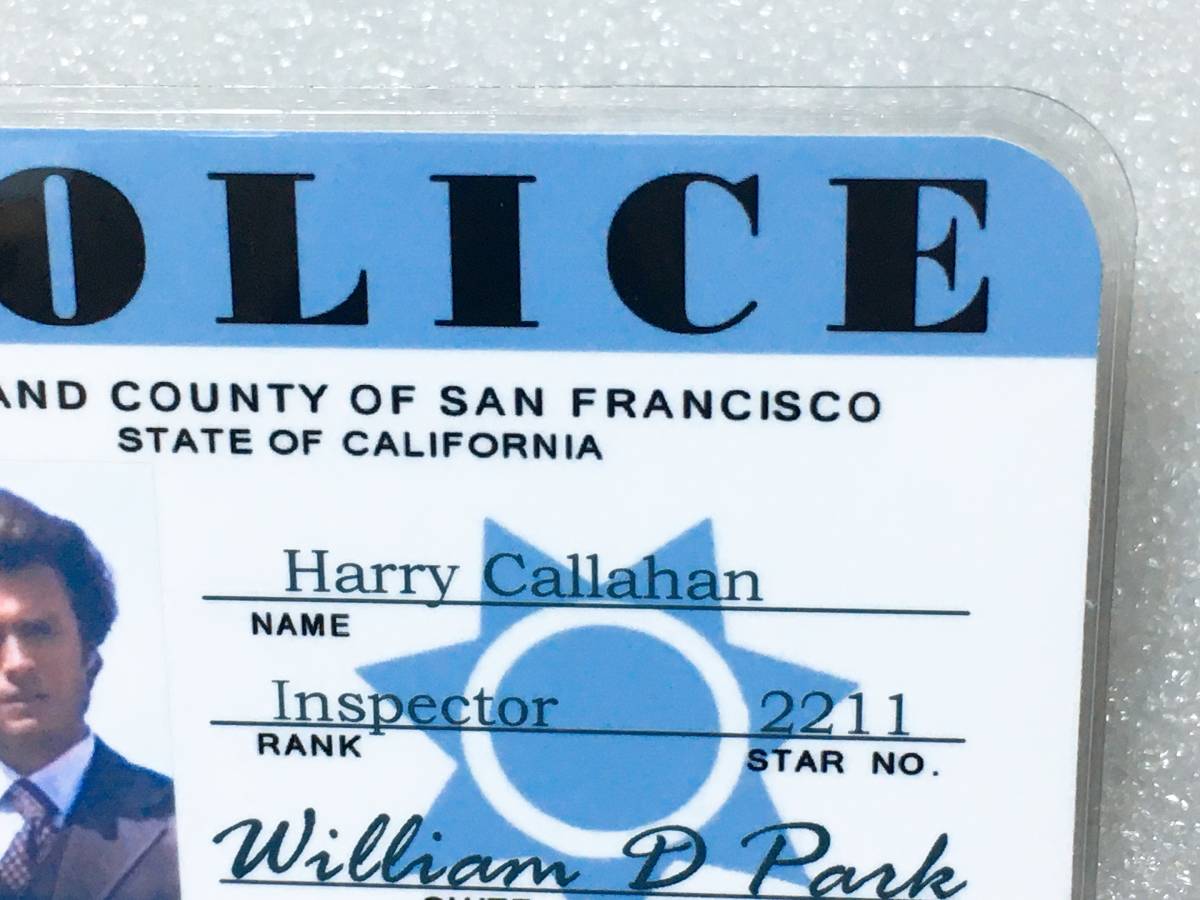 OLICE
AND COUNTY OF SAN FRANCISCO
STATE OF CALIFORNIA
Harry Callahan
NAME
Inspector 2211
RANK STAR NO.
William D Park